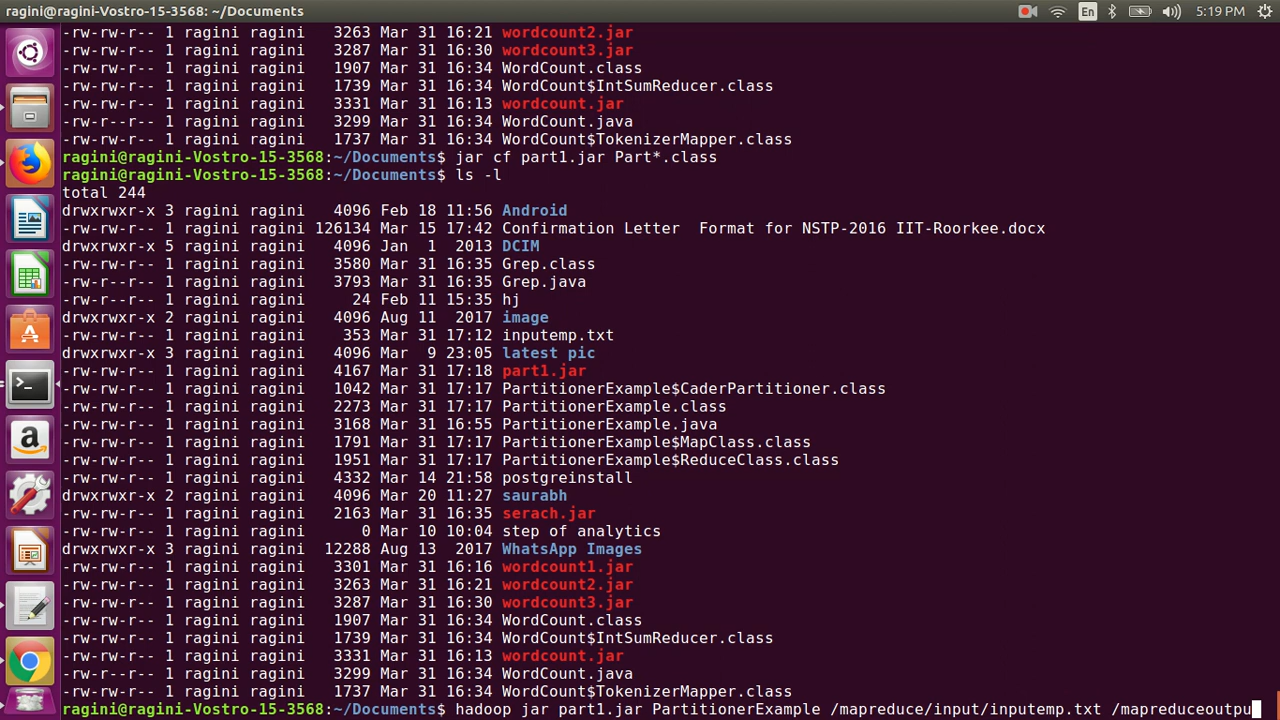 ragini@ragini-Vostro-15-3568: ~/Documents En 5:19 PM
-rw-rw-r-- 1 ragini ragini   3263 Mar 31 16:21 wordcount2.jar
-rw-rw-r-- 1 ragini ragini   3287 Mar 31 16:30 wordcount3.jar
-rw-rw-r-- 1 ragini ragini   1907 Mar 31 16:34 WordCount.class
-rw-rw-r-- 1 ragini ragini   1739 Mar 31 16:34 WordCount$IntSumReducer.class
-rw-rw-r-- 1 ragini ragini   3331 Mar 31 16:13 wordcount.jar
-rw-r--r-- 1 ragini ragini   3299 Mar 31 16:34 WordCount.java
-rw-rw-r-- 1 ragini ragini   1737 Mar 31 16:34 WordCount$TokenizerMapper.class
ragini@ragini-Vostro-15-3568:~/Documents$ jar cf part1.jar Part*.class
ragini@ragini-Vostro-15-3568:~/Documents$ ls -l
total 244
drwxrwxr-x 3 ragini ragini   4096 Feb 18 11:56 Android
-rw-rw-r-- 1 ragini ragini 126134 Mar 15 17:42 Confirmation Letter  Format for NSTP-2016 IIT-Roorkee.docx
drwxrwxr-x 5 ragini ragini   4096 Jan  1  2013 DCIM
-rw-rw-r-- 1 ragini ragini   3580 Mar 31 16:35 Grep.class
-rw-r--r-- 1 ragini ragini   3793 Mar 31 16:35 Grep.java
-rw-r--r-- 1 ragini ragini     24 Feb 11 15:35 hj
drwxrwxr-x 2 ragini ragini   4096 Aug 11  2017 image
-rw-rw-r-- 1 ragini ragini    353 Mar 31 17:12 inputemp.txt
drwxrwxr-x 3 ragini ragini   4096 Mar  9 23:05 latest pic
-rw-rw-r-- 1 ragini ragini   4167 Mar 31 17:18 part1.jar
-rw-rw-r-- 1 ragini ragini   1042 Mar 31 17:17 PartitionerExample$CaderPartitioner.class
-rw-rw-r-- 1 ragini ragini   2273 Mar 31 17:17 PartitionerExample.class
-rw-rw-r-- 1 ragini ragini   3168 Mar 31 16:55 PartitionerExample.java
-rw-rw-r-- 1 ragini ragini   1791 Mar 31 17:17 PartitionerExample$MapClass.class
-rw-rw-r-- 1 ragini ragini   1951 Mar 31 17:17 PartitionerExample$ReduceClass.class
-rw-rw-r-- 1 ragini ragini   4332 Mar 14 21:58 postgreinstall
drwxrwxr-x 2 ragini ragini   4096 Mar 20 11:27 saurabh
-rw-rw-r-- 1 ragini ragini   2163 Mar 31 16:35 serach.jar
-rw-rw-r-- 1 ragini ragini      0 Mar 10 10:04 step of analytics
drwxrwxr-x 3 ragini ragini  12288 Aug 13  2017 WhatsApp Images
-rw-rw-r-- 1 ragini ragini   3301 Mar 31 16:16 wordcount1.jar
-rw-rw-r-- 1 ragini ragini   3263 Mar 31 16:21 wordcount2.jar
-rw-rw-r-- 1 ragini ragini   3287 Mar 31 16:30 wordcount3.jar
-rw-rw-r-- 1 ragini ragini   1907 Mar 31 16:34 WordCount.class
-rw-rw-r-- 1 ragini ragini   1739 Mar 31 16:34 WordCount$IntSumReducer.class
-rw-rw-r-- 1 ragini ragini   3331 Mar 31 16:13 wordcount.jar
-rw-r--r-- 1 ragini ragini   3299 Mar 31 16:34 WordCount.java
-rw-rw-r-- 1 ragini ragini   1737 Mar 31 16:34 WordCount$TokenizerMapper.class
ragini@ragini-Vostro-15-3568:~/Documents$ hadoop jar part1.jar PartitionerExample /mapreduce/input/inputemp.txt /mapreduceoutpu